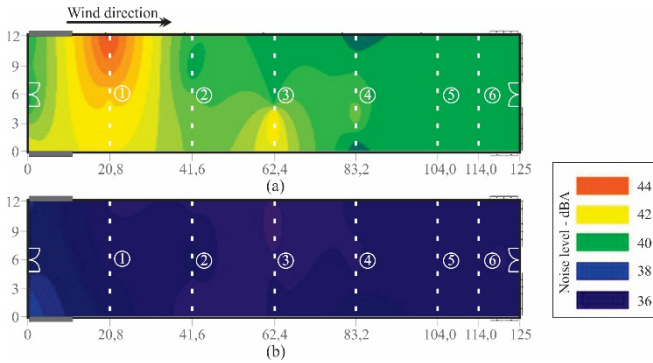 Wind direction
12
9
6
3
0
① ② ③ ④ ⑤ ⑥
0 20,8 41,6 62,4 83,2 104,0 114,0 125
(a)
12
9
6
3
0
① ② ③ ④ ⑤ ⑥
0 20,8 41,6 62,4 83,2 104,0 114,0 125
(b)
Noise level - dBA
44
42
40
38
36